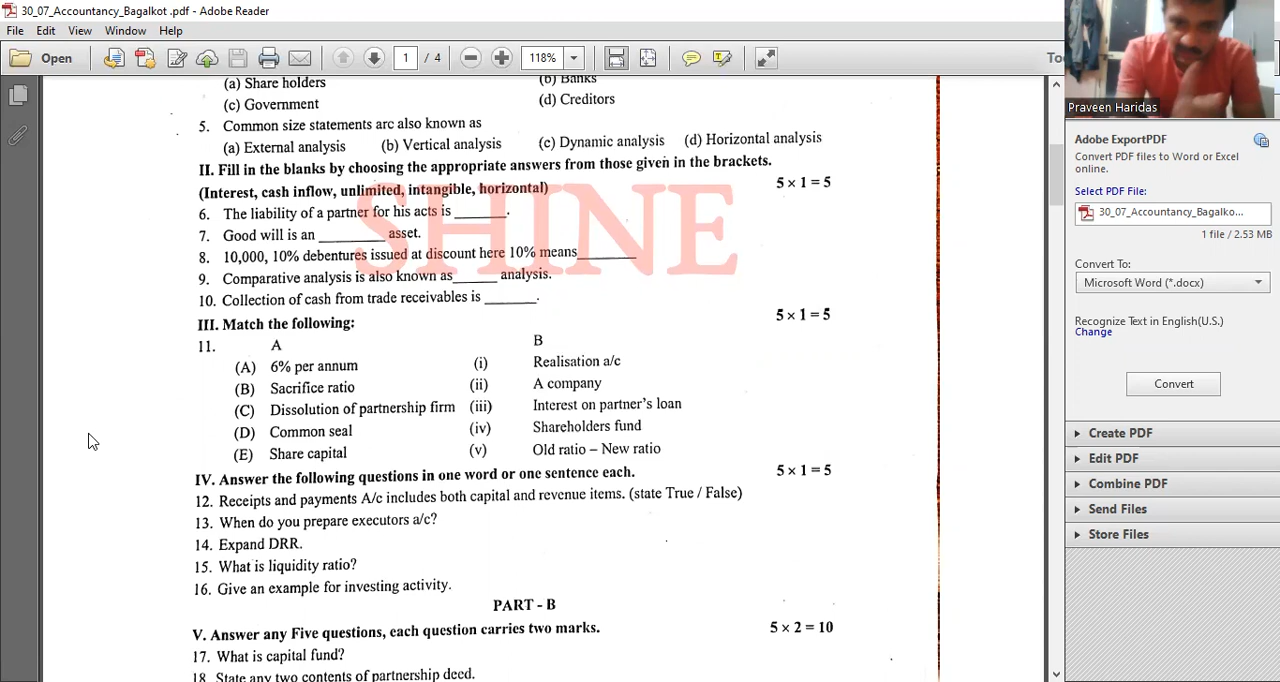 30_07_Accountancy_Bagalkot .pdf - Adobe Reader
File Edit View Window Help
Open 1 / 4 118%
(a) Share holders (b) Banks
(c) Government (d) Creditors
5. Common size statements arc also known as
(a) External analysis (b) Vertical analysis (c) Dynamic analysis (d) Horizontal analysis
II. Fill in the blanks by choosing the appropriate answers from those given in the brackets.
(Interest, cash inflow, unlimited, intangible, horizontal) 5 × 1 = 5
6. The liability of a partner for his acts is ______.
7. Good will is an ________ asset.
8. 10,000, 10% debentures issued at discount here 10% means_______
9. Comparative analysis is also known as_____ analysis.
10. Collection of cash from trade receivables is ______.
SHINE
III. Match the following: 5 × 1 = 5
11. A B
(A) 6% per annum (i) Realisation a/c
(B) Sacrifice ratio (ii) A company
(C) Dissolution of partnership firm (iii) Interest on partner's loan
(D) Common seal (iv) Shareholders fund
(E) Share capital (v) Old ratio – New ratio
IV. Answer the following questions in one word or one sentence each. 5 × 1 = 5
12. Receipts and payments A/c includes both capital and revenue items. (state True / False)
13. When do you prepare executors a/c?
14. Expand DRR.
15. What is liquidity ratio?
16. Give an example for investing activity.
PART - B
V. Answer any Five questions, each question carries two marks. 5 × 2 = 10
17. What is capital fund?
18. State any two contents of partnership deed.
Praveen Haridas
Adobe ExportPDF
Convert PDF files to Word or Excel
online.
Select PDF File:
30_07_Accountancy_Bagalko...
1 file / 2.53 MB
Convert To:
Microsoft Word (*.docx)
Recognize Text in English(U.S.)
Change
Convert
Create PDF
Edit PDF
Combine PDF
Send Files
Store Files